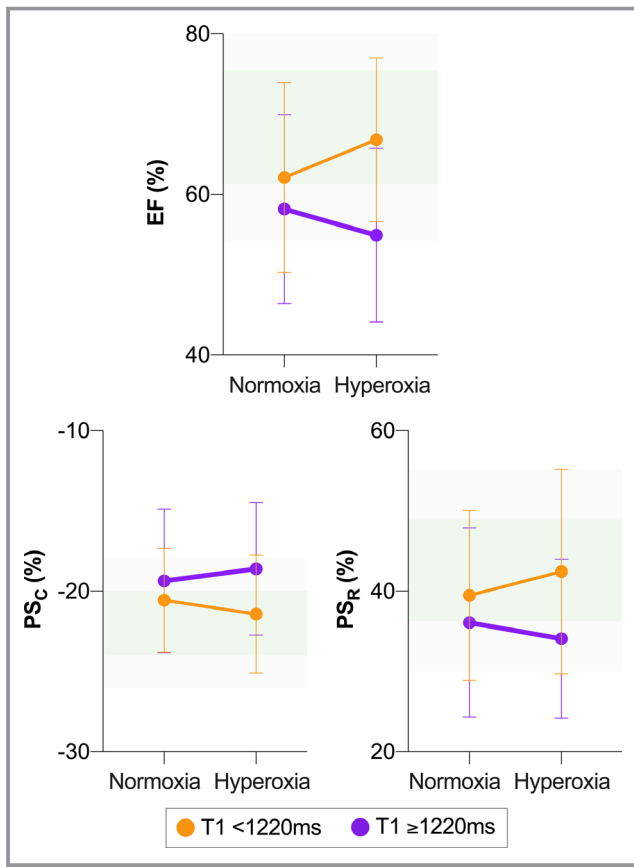 80
60
40
EF (%)
Normoxia Hyperoxia
-10
-20
-30
PSC (%)
Normoxia Hyperoxia
60
40
20
PSR (%)
Normoxia Hyperoxia
T1 <1220ms T1 ≥1220ms